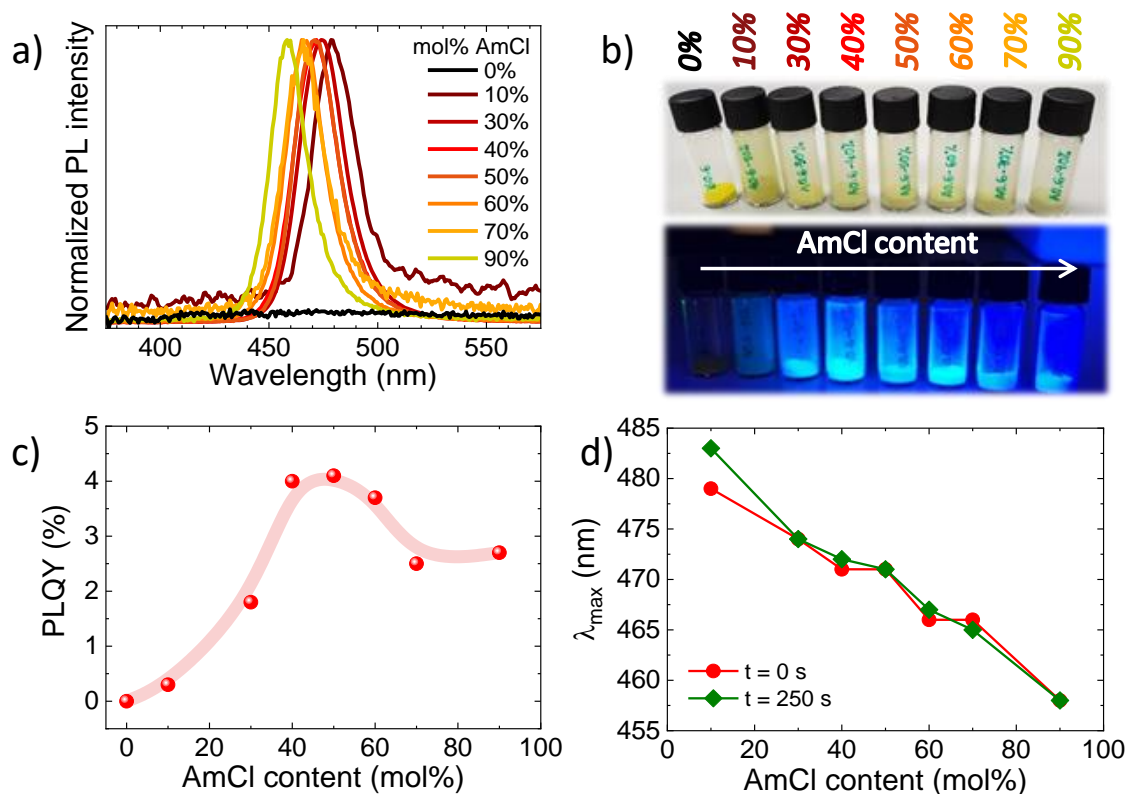 a)
Normalized PL intensity
mol% AmCl
0%
10%
30%
40%
50%
60%
70%
90%
400 450 500 550
Wavelength (nm)
b)
0% 10% 30% 40% 50% 60% 70% 90%
AmCl content
c)
PLQY (%)
5
4
3
2
1
0
0 20 40 60 80 100
AmCl content (mol%)
d)
λmax (nm)
485
480
475
470
465
460
455
t = 0 s
t = 250 s
0 20 40 60 80 100
AmCl content (mol%)